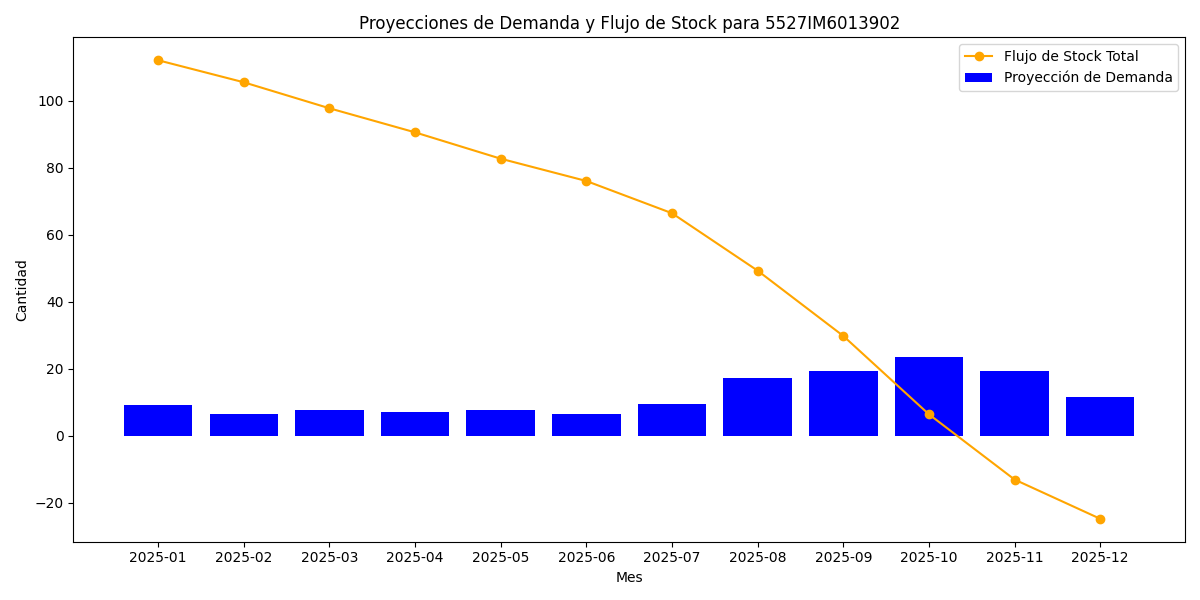 Proyecciones de Demanda y Flujo de Stock para 5527IM6013902
Flujo de Stock Total
Proyección de Demanda
Cantidad
100
80
60
40
20
0
−20
2025-01 2025-02 2025-03 2025-04 2025-05 2025-06 2025-07 2025-08 2025-09 2025-10 2025-11 2025-12
Mes